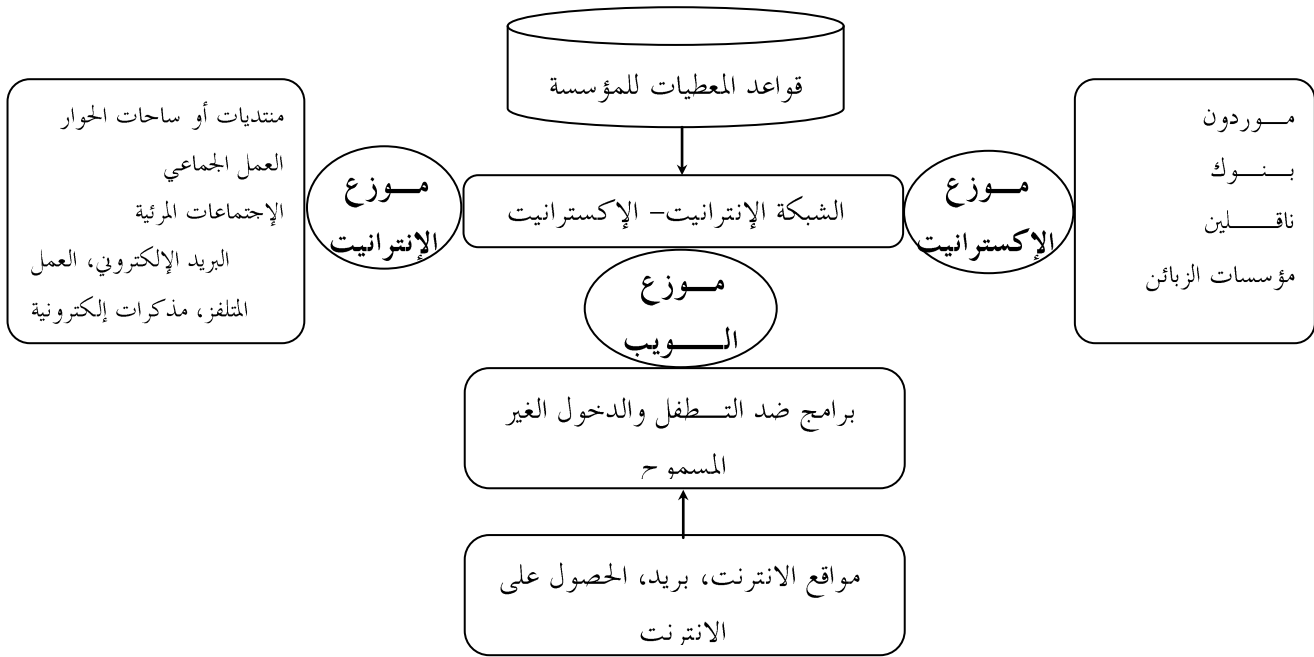 قواعد المعطيات للمؤسسة
موردون
بنوك
ناقلين
مؤسسات الزبائن
موزع
الإكسترانيت
الشبكة الإنترانيت– الإكسترانيت
موزع
الإنترانيت
منتديات أو ساحات الحوار
العمل الجماعي
الإجتماعات المرئية
البريد الإلكتروني، العمل
المتلفز، مذكرات إلكترونية
موزع
الويب
برامج ضد التطفل والدخول الغير
المسموح
مواقع الانترنت، بريد، الحصول على
الانترنت